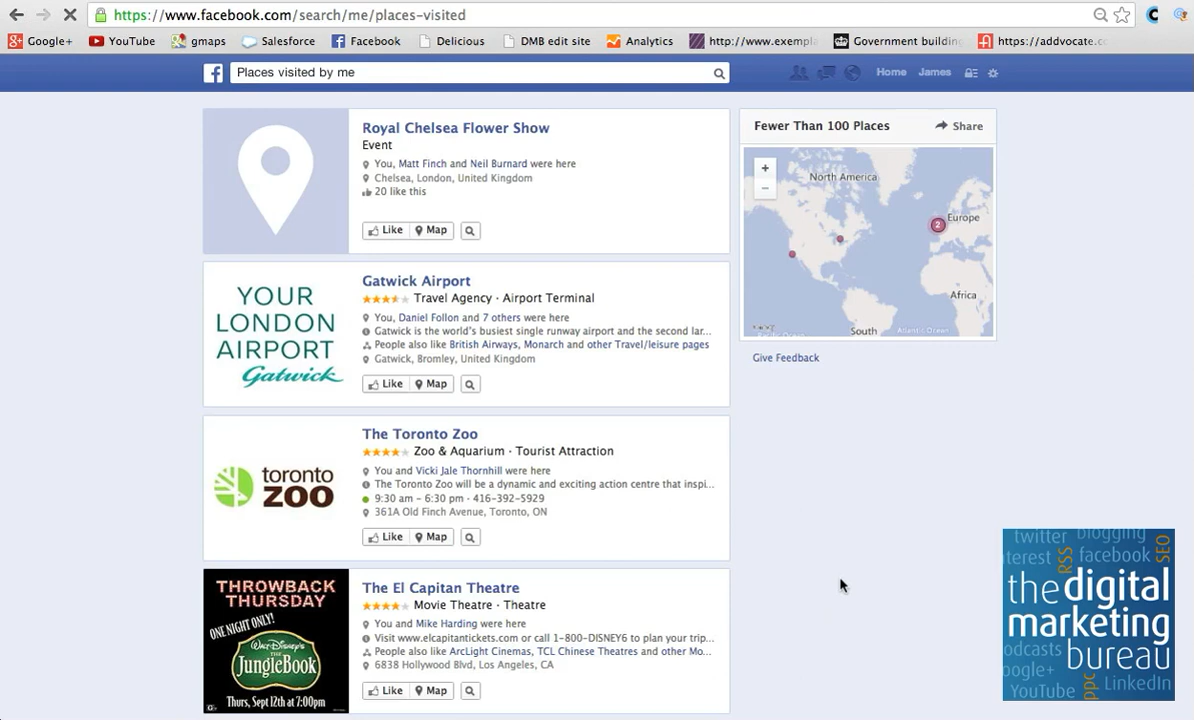 https://www.facebook.com/search/me/places-visited
Google+ YouTube gmaps Salesforce Facebook Delicious DMB edit site Analytics http://www.exempl Government building https://addvocate.c
Places visited by me
Home James
Royal Chelsea Flower Show
Event
You, Matt Finch and Neil Burnard were here
Chelsea, London, United Kingdom
20 like this
Like Map
YOUR
LONDON
AIRPORT
Gatwick
Gatwick Airport
Travel Agency · Airport Terminal
You, Daniel Follon and 7 others were here
Gatwick is the world's busiest single runway airport and the second lar...
People also like British Airways, Monarch and other Travel/leisure pages
Gatwick, Bromley, United Kingdom
Like Map
toronto
ZOO
The Toronto Zoo
Zoo & Aquarium · Tourist Attraction
You and Vicki Jale Thornhill were here
The Toronto Zoo will be a dynamic and exciting action centre that inspi...
9:30 am - 6:30 pm · 416-392-5929
361A Old Finch Avenue, Toronto, ON
Like Map
THROWBACK
THURSDAY
ONE NIGHT ONLY!
WALT DISNEY'S
THE
JUNGLE BOOK
Thurs, Sept 12th at 7:00pm
The El Capitan Theatre
Movie Theatre · Theatre
You and Mike Harding were here
Visit www.elcapitantickets.com or call 1-800-DISNEY6 to plan your trip...
People also like ArcLight Cinemas, TCL Chinese Theatres and other Mo...
6838 Hollywood Blvd, Los Angeles, CA
Like Map
Fewer Than 100 Places
Share
+
−
North America
2
Europe
Africa
South
Atlantic Ocean
Give Feedback
twitter blogging
terest RSS facebook SEO
the digital
marketing
bureau
odcasts
oogle+
YouTube ppc LinkedIn